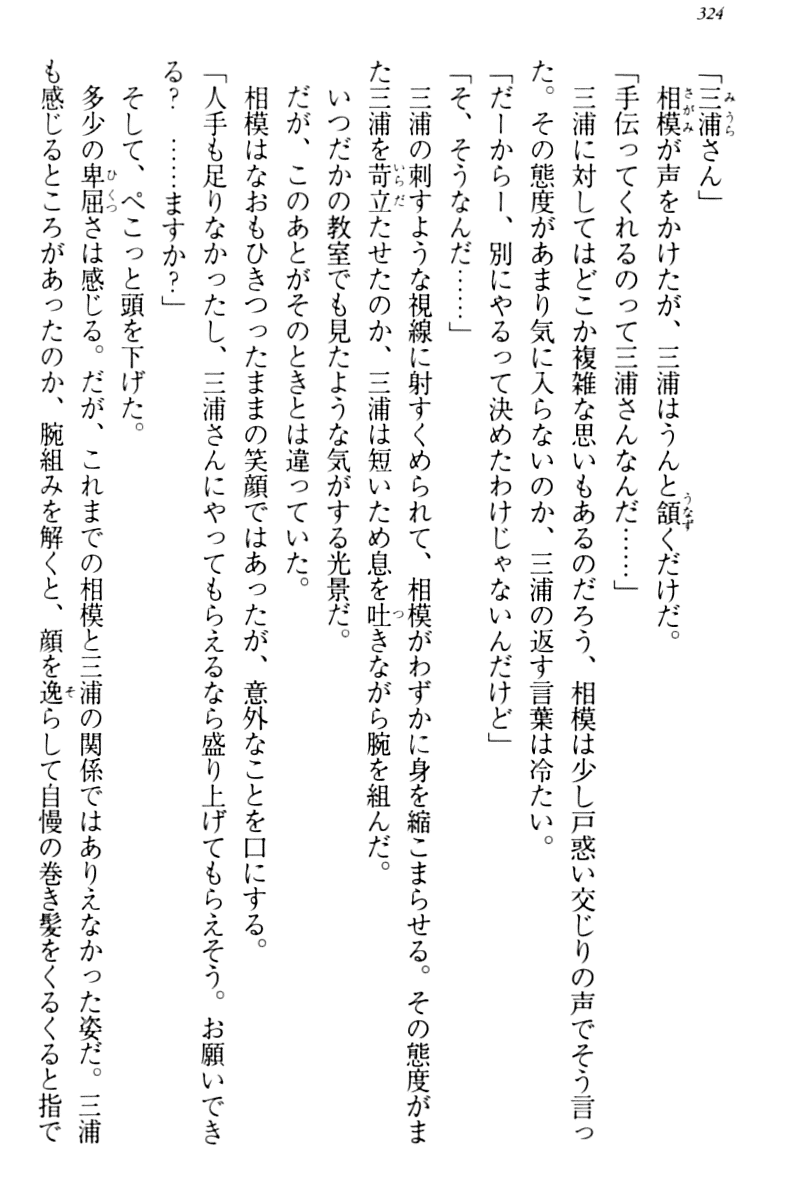 324
「三浦さん」
相模が声をかけたが、三浦はうんと頷くだけだ。
「手伝ってくれるのって三浦さんなんだ……」
三浦に対してはどこか複雑な思いもあるのだろう、相模は少し戸惑い交じりの声でそう言っ
た。その態度があまり気に入らないのか、三浦の返す言葉は冷たい。
「だーからー、別にやるって決めたわけじゃないんだけど」
「そ、そうなんだ……」
三浦の刺すような視線に射すくめられて、相模がわずかに身を縮こまらせる。その態度がま
た三浦を苛立たせたのか、三浦は短いため息を吐きながら腕を組んだ。
いつだかの教室でも見たような気がする光景だ。
だが、このあとがそのときとは違っていた。
相模はなおもひきつったままの笑顔ではあったが、意外なことを口にする。
「人手も足りなかったし、三浦さんにやってもらえるなら盛り上げてもらえそう。お願いでき
る？　……ますか？」
そして、ぺこっと頭を下げた。
多少の卑屈さは感じる。だが、これまでの相模と三浦の関係ではありえなかった姿だ。三浦
も感じるところがあったのか、腕組みを解くと、顔を逸らして自慢の巻き髪をくるくると指で